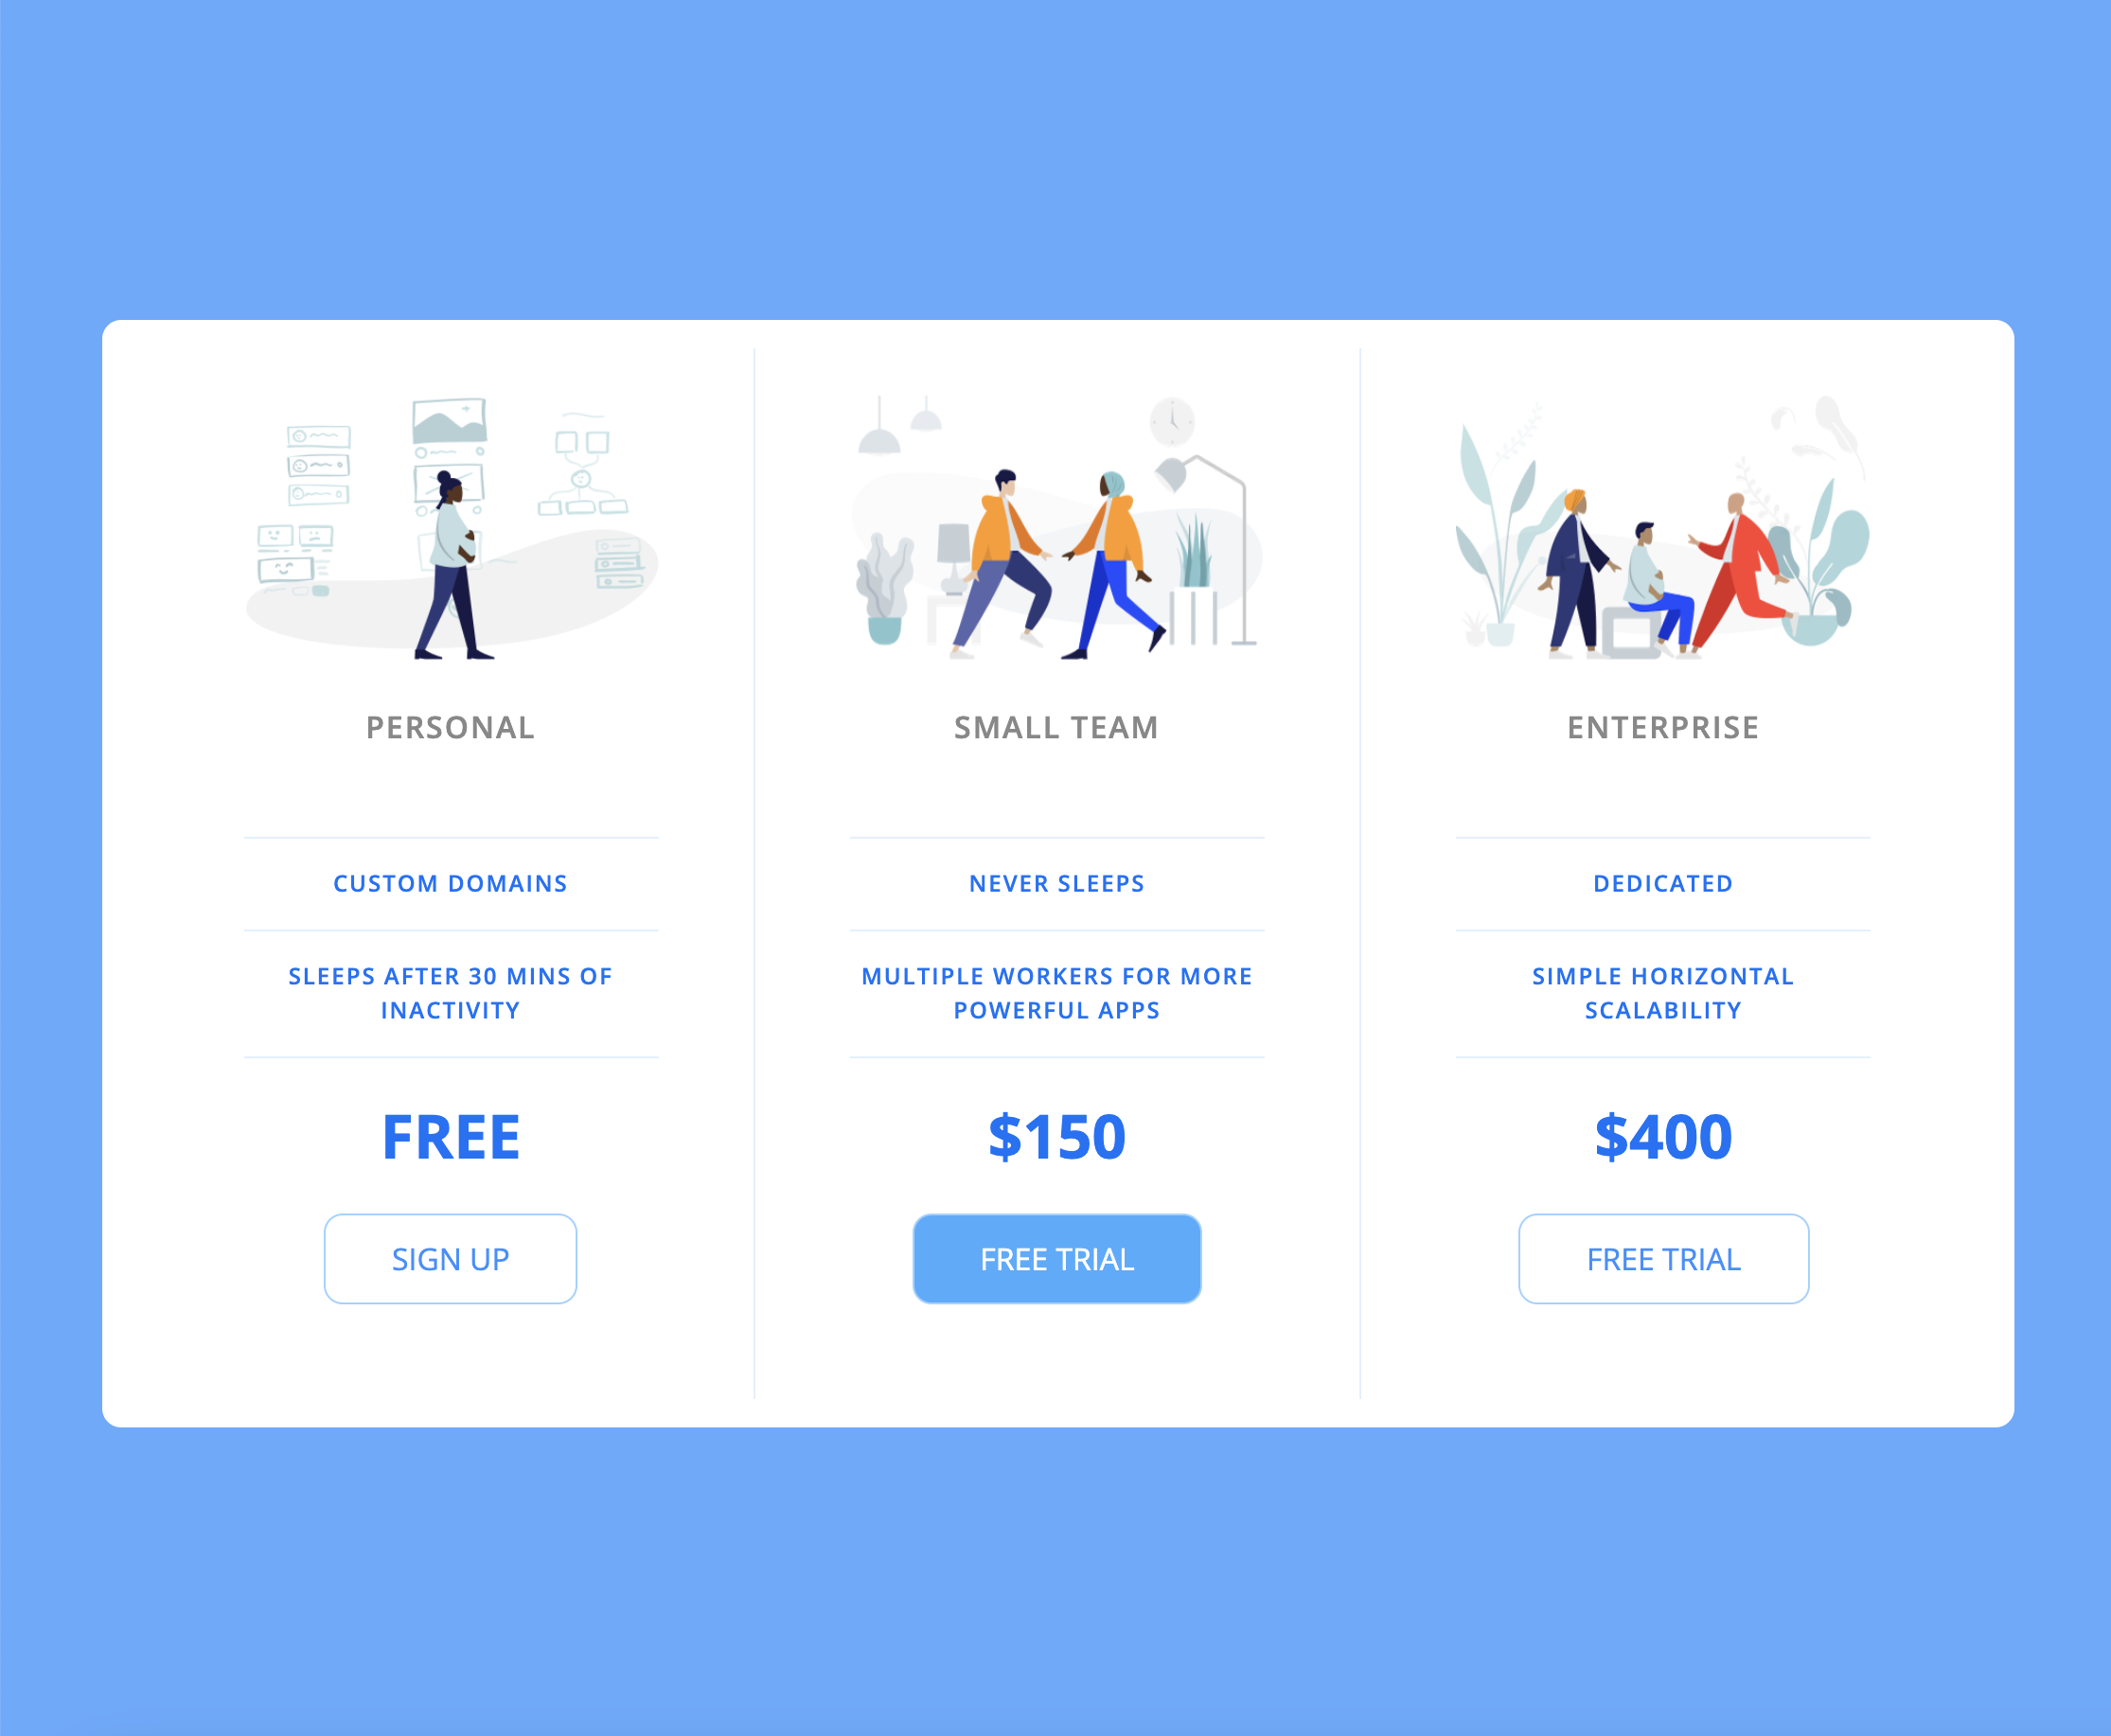 PERSONAL
CUSTOM DOMAINS
SLEEPS AFTER 30 MINS OF
INACTIVITY
FREE
SIGN UP
SMALL TEAM
NEVER SLEEPS
MULTIPLE WORKERS FOR MORE
POWERFUL APPS
$150
FREE TRIAL
ENTERPRISE
DEDICATED
SIMPLE HORIZONTAL
SCALABILITY
$400
FREE TRIAL